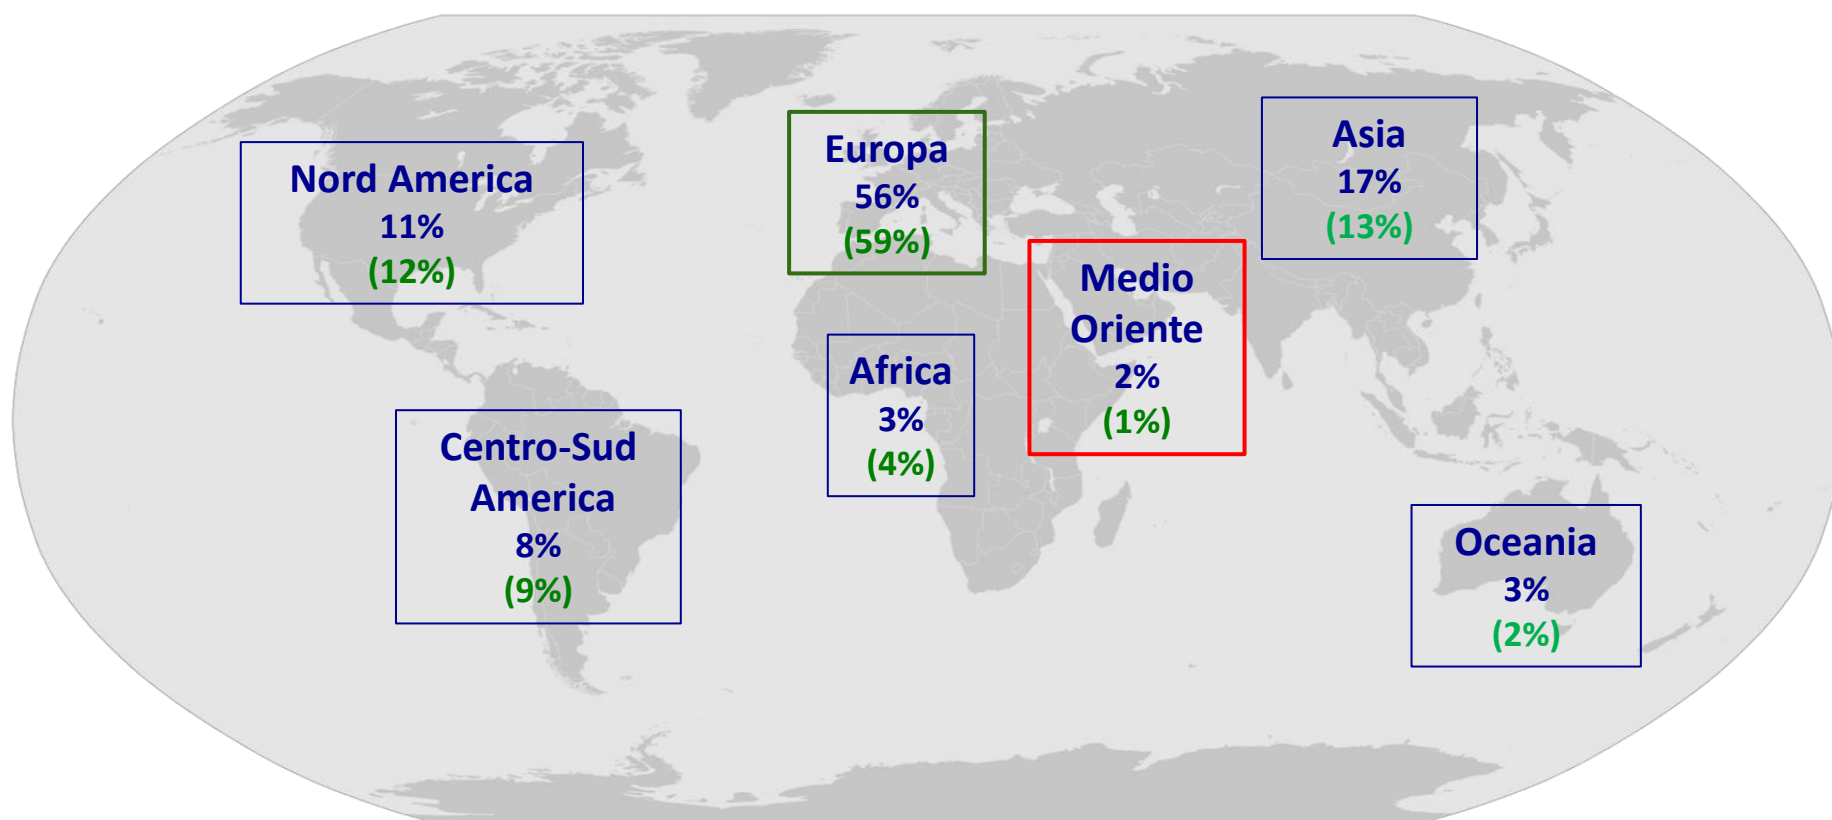 Nord America
11%
(12%)
Europa
56%
(59%)
Asia
17%
(13%)
Medio
Oriente
2%
(1%)
Africa
3%
(4%)
Centro-Sud
America
8%
(9%)
Oceania
3%
(2%)